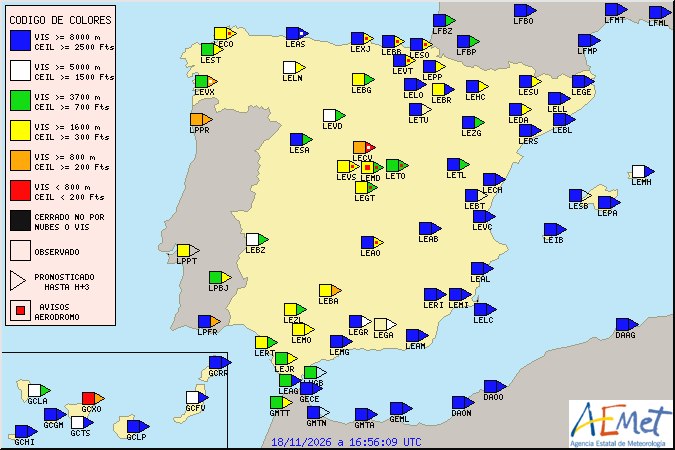 CODIGO DE COLORES
VIS >= 8000 m
CEIL >= 2500 Fts
VIS >= 5000 m
CEIL >= 1500 Fts
VIS >= 3700 m
CEIL >= 700 Fts
VIS >= 1600 m
CEIL >= 300 Fts
VIS >= 800 m
CEIL >= 200 Fts
VIS < 800 m
CEIL < 200 Fts
CERRADO NO POR
NUBES O VIS
OBSERVADO
PRONOSTICADO
HASTA H+3
AVISOS
AERODROMO
LFBO
LFMT
LFML
LFBZ
LECO
LEAS
LEXJ
LEBB
LESO
LFBP
LFMP
LEST
LEVT
LEPP
LELN
LEVX
LEBG
LELO
LEBR
LEHC
LESU
LEGE
LELL
LPPR
LEVD
LETU
LEZG
LEDA
LERS
LEBL
LESA
LECV
LEVS
LEMD
LETO
LETL
LEMH
LEGT
LECH
LEBT
LESB
LEPA
LEVC
LEAB
LEIB
LEBZ
LEAO
LPPT
LEAL
LPBJ
LEBA
LERI
LEMI
LELC
LEZL
LPFR
LEMO
LEGR
LEGA
DAAG
LERT
LEMG
LEAM
LEJR
GCRR
LEAG
GECE
DAOO
GCLA
GCXO
GCFV
GMTT
DAON
GEML
GMTN
GMTA
GCGM
GCTS
GCLP
GCHI
18/11/2026 a 16:56:09 UTC
AEMet
Agencia Estatal de Meteorología